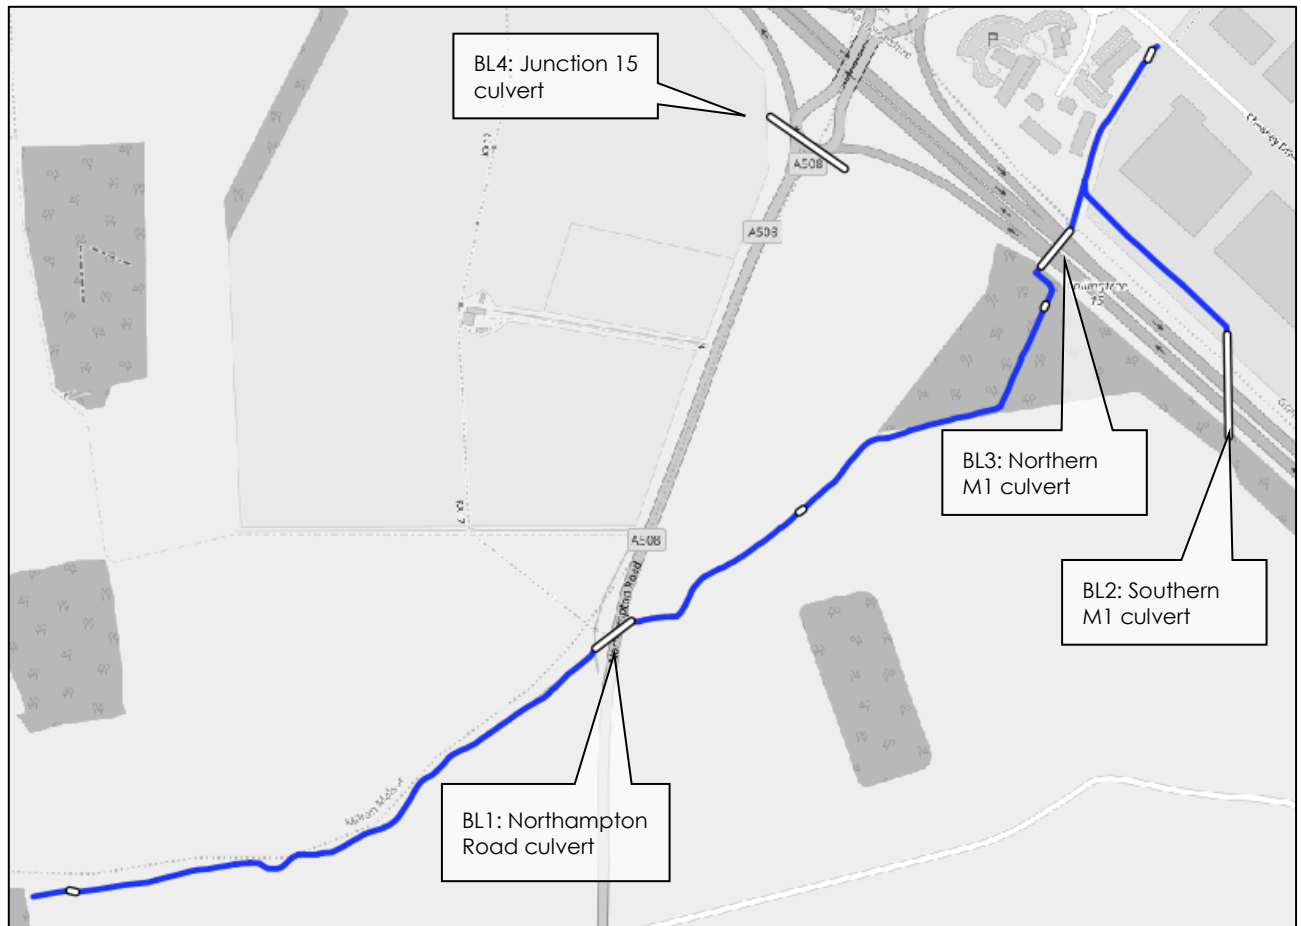 BL4: Junction 15
culvert
P
A508
A508
BL3: Northern
M1 culvert
15
A508
BL2: Southern
M1 culvert
BL1: Northampton
Road culvert